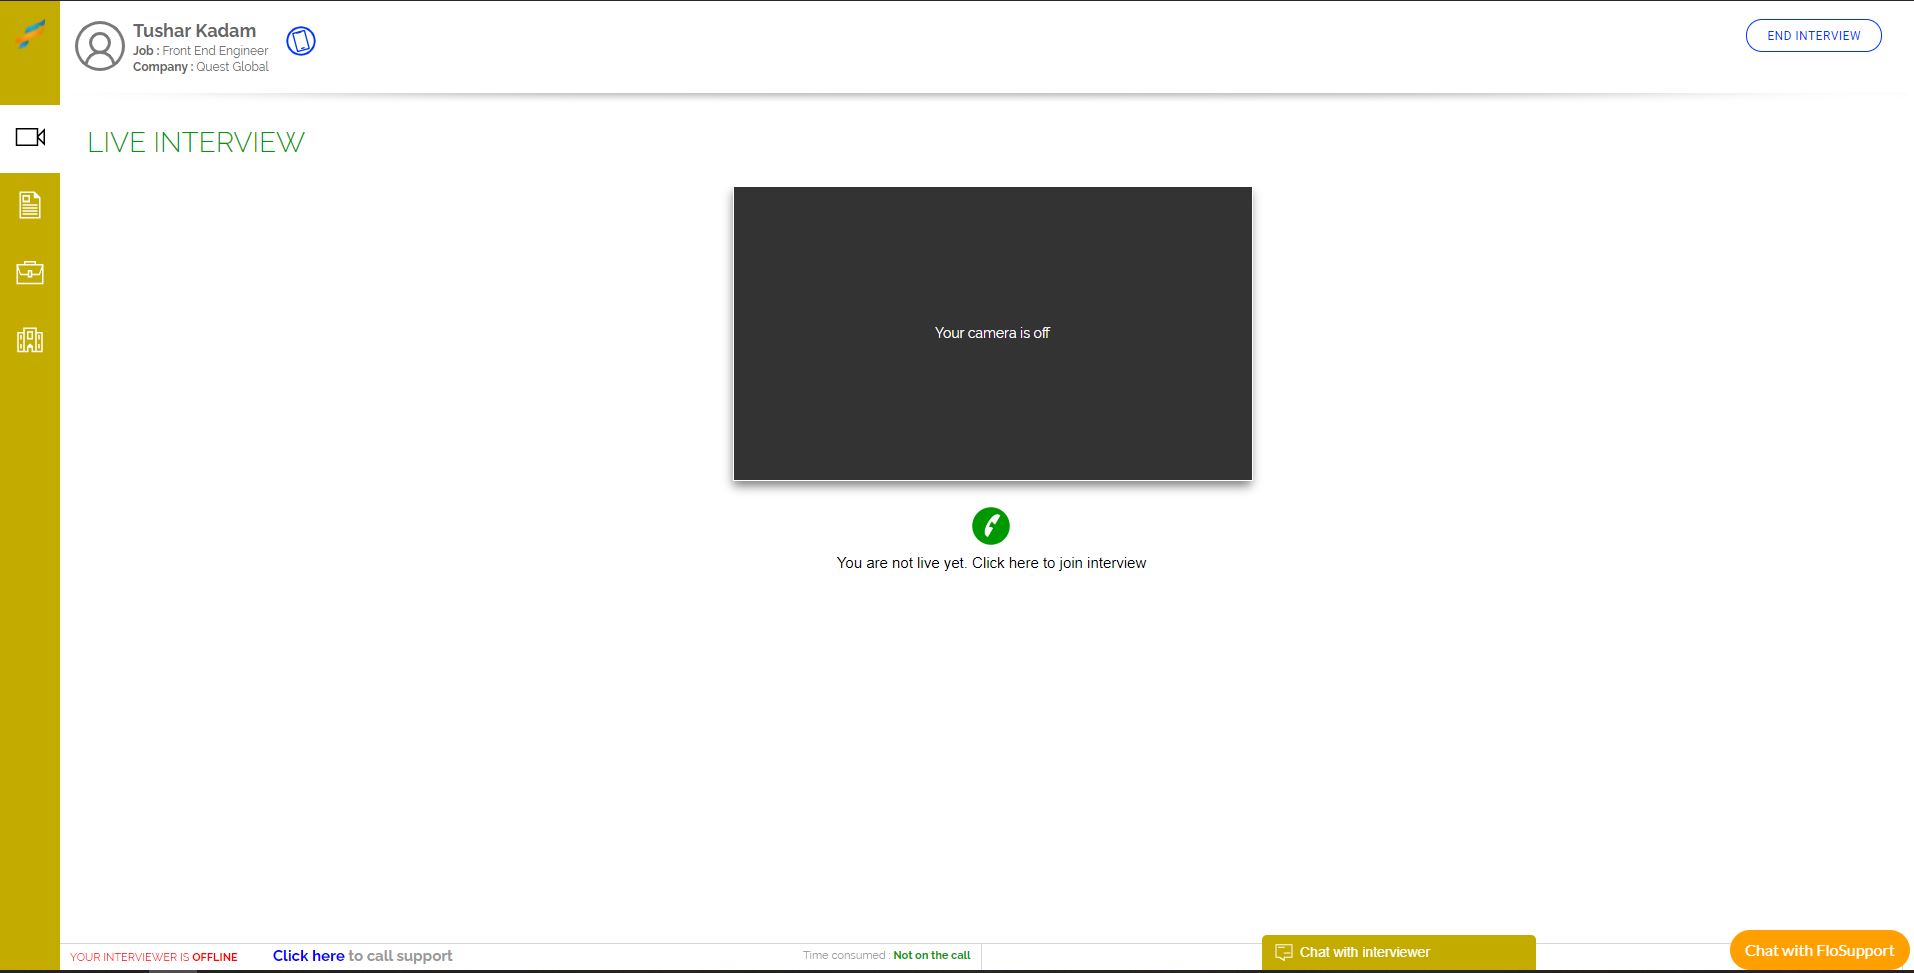 Tushar Kadam
Job : Front End Engineer
Company : Quest Global
END INTERVIEW
LIVE INTERVIEW
Your camera is off
You are not live yet. Click here to join interview
YOUR INTERVIEWER IS OFFLINE
Click here to call support
Time consumed : Not on the call
Chat with interviewer
Chat with FloSupport